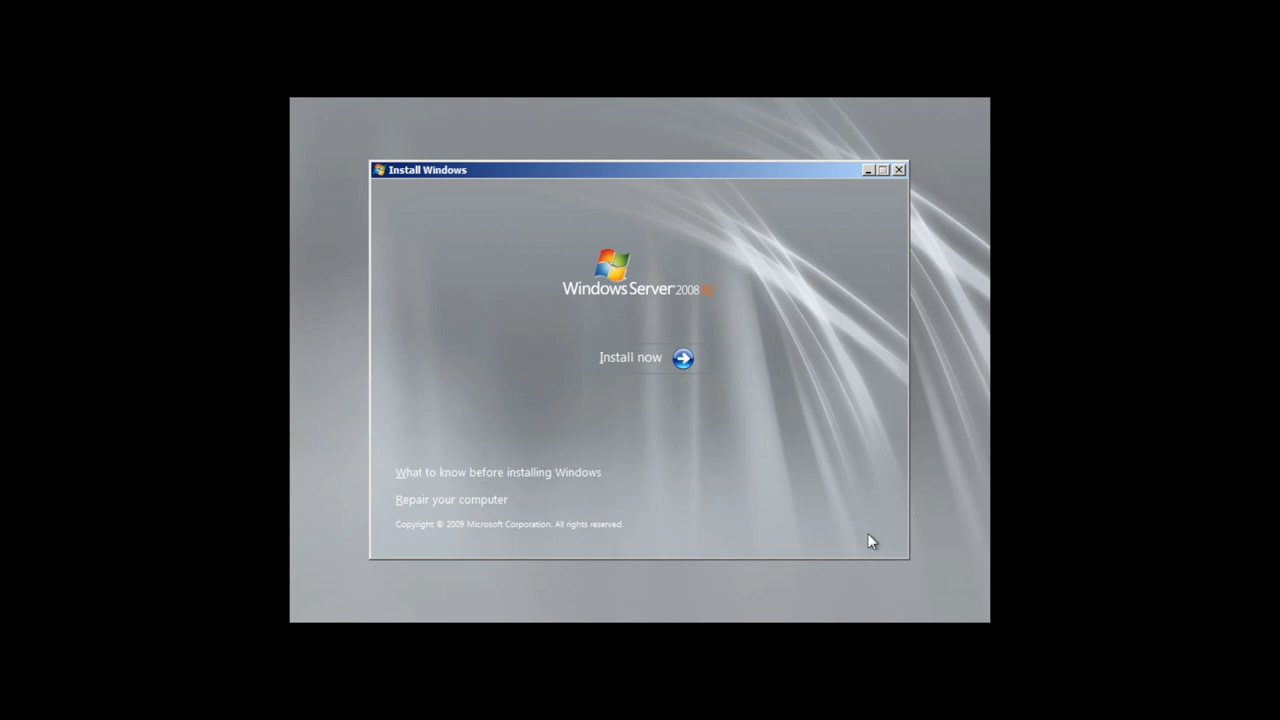 Install Windows
Windows Server 2008 R2
Install now
What to know before installing Windows
Repair your computer
Copyright © 2009 Microsoft Corporation. All rights reserved.